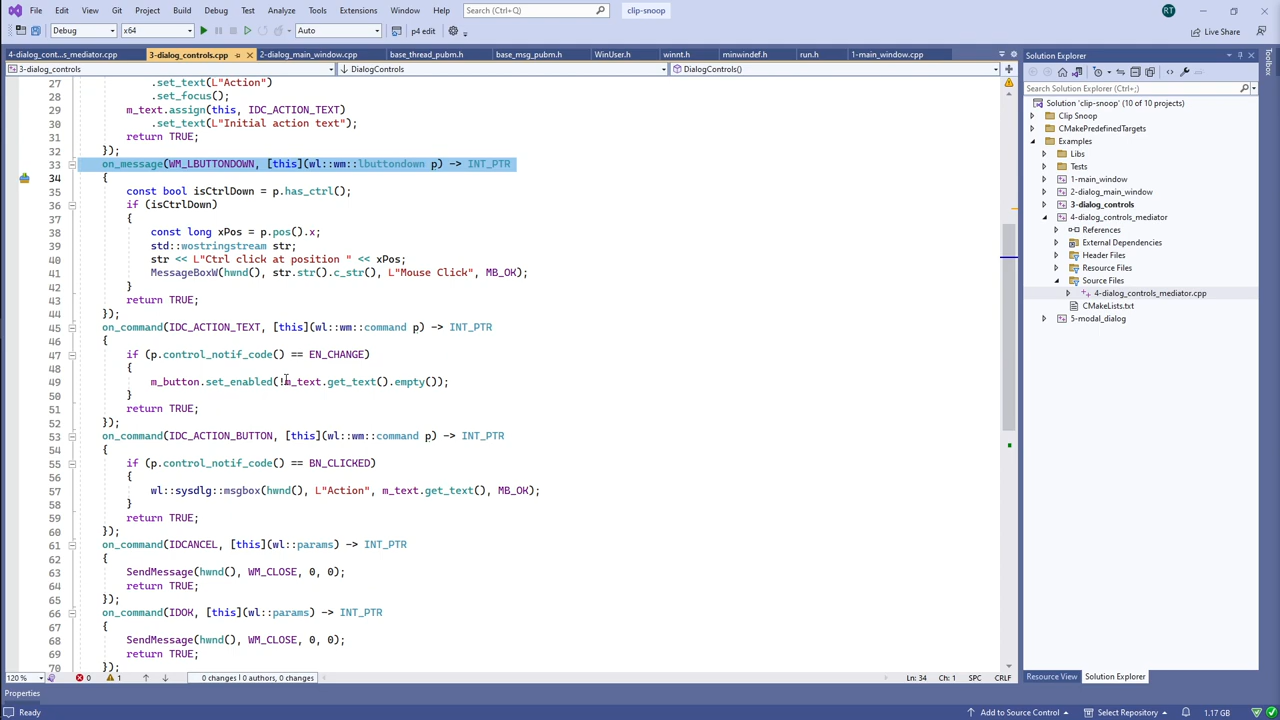 File Edit View Git Project Build Debug Test Analyze Tools Extensions Window Help Search (Ctrl+Q) clip-snoop RT
Debug x64 Auto p4 edit Live Share
4-dialog_cont...s_mediator.cpp 3-dialog_controls.cpp 2-dialog_main_window.cpp base_thread_pubm.h base_msg_pubm.h WinUser.h winnt.h minwindef.h run.h 1-main_window.cpp
3-dialog_controls DialogControls DialogControls()
27 .set_text(L"Action")
28 .set_focus();
29 m_text.assign(this, IDC_ACTION_TEXT)
30 .set_text(L"Initial action text");
31 return TRUE;
32 });
33 on_message(WM_LBUTTONDOWN, [this](wl::wm::lbuttondown p) -> INT_PTR
34 {
35 const bool isCtrlDown = p.has_ctrl();
36 if (isCtrlDown)
37 {
38 const long xPos = p.pos().x;
39 std::wostringstream str;
40 str << L"Ctrl click at position " << xPos;
41 MessageBoxW(hwnd(), str.str().c_str(), L"Mouse Click", MB_OK);
42 }
43 return TRUE;
44 });
45 on_command(IDC_ACTION_TEXT, [this](wl::wm::command p) -> INT_PTR
46 {
47 if (p.control_notif_code() == EN_CHANGE)
48 {
49 m_button.set_enabled(!m_text.get_text().empty());
50 }
51 return TRUE;
52 });
53 on_command(IDC_ACTION_BUTTON, [this](wl::wm::command p) -> INT_PTR
54 {
55 if (p.control_notif_code() == BN_CLICKED)
56 {
57 wl::sysdlg::msgbox(hwnd(), L"Action", m_text.get_text(), MB_OK);
58 }
59 return TRUE;
60 });
61 on_command(IDCANCEL, [this](wl::params) -> INT_PTR
62 {
63 SendMessage(hwnd(), WM_CLOSE, 0, 0);
64 return TRUE;
65 });
66 on_command(IDOK, [this](wl::params) -> INT_PTR
67 {
68 SendMessage(hwnd(), WM_CLOSE, 0, 0);
69 return TRUE;
70 });
120 % 0 1 0 changes | 0 authors, 0 changes Ln: 34 Ch: 1 SPC CRLF
Properties
Ready Add to Source Control Select Repository 1.17 GB
Solution Explorer
Search Solution Explorer (Ctrl+;)
Solution 'clip-snoop' (10 of 10 projects)
Clip Snoop
CMakePredefinedTargets
Examples
Libs
Tests
1-main_window
2-dialog_main_window
3-dialog_controls
4-dialog_controls_mediator
References
External Dependencies
Header Files
Resource Files
Source Files
4-dialog_controls_mediator.cpp
CMakeLists.txt
5-modal_dialog
Resource View Solution Explorer
Toolbox